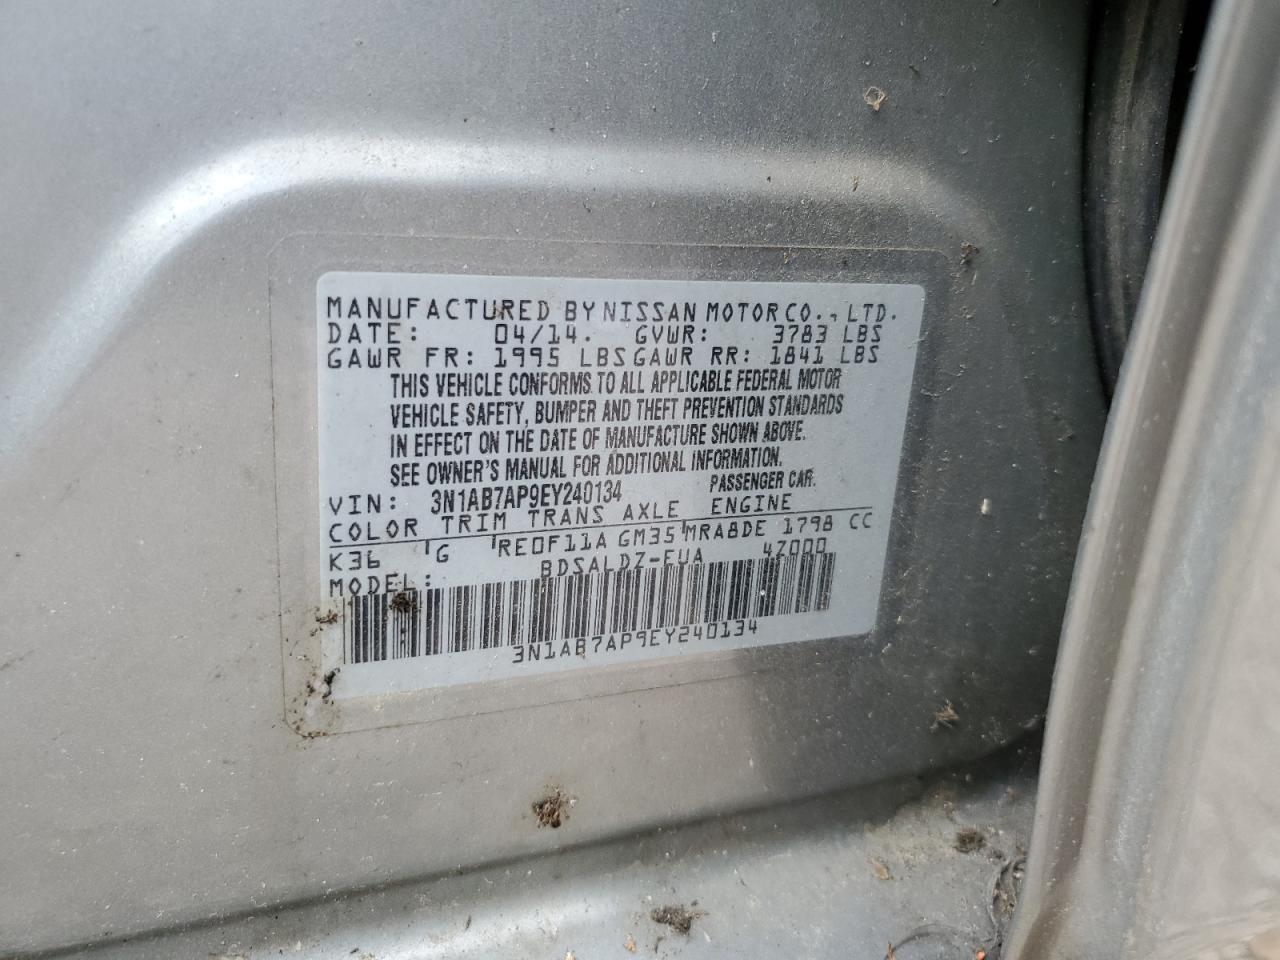 MANUFACTURED BY NISSAN MOTOR CO., LTD.
DATE: 04/14. GVWR: 3783 LBS
GAWR FR: 1995 LBS GAWR RR: 1841 LBS
THIS VEHICLE CONFORMS TO ALL APPLICABLE FEDERAL MOTOR
VEHICLE SAFETY, BUMPER AND THEFT PREVENTION STANDARDS
IN EFFECT ON THE DATE OF MANUFACTURE SHOWN ABOVE.
SEE OWNER'S MANUAL FOR ADDITIONAL INFORMATION.
VIN: 3N1AB7AP9EY240134 PASSENGER CAR.
COLOR TRIM TRANS AXLE ENGINE
K36 G RE0F11A GM35 MRA8DE 1798 CC
MODEL: BDSALDZ-EUA 4Z000
3N1AB7AP9EY240134